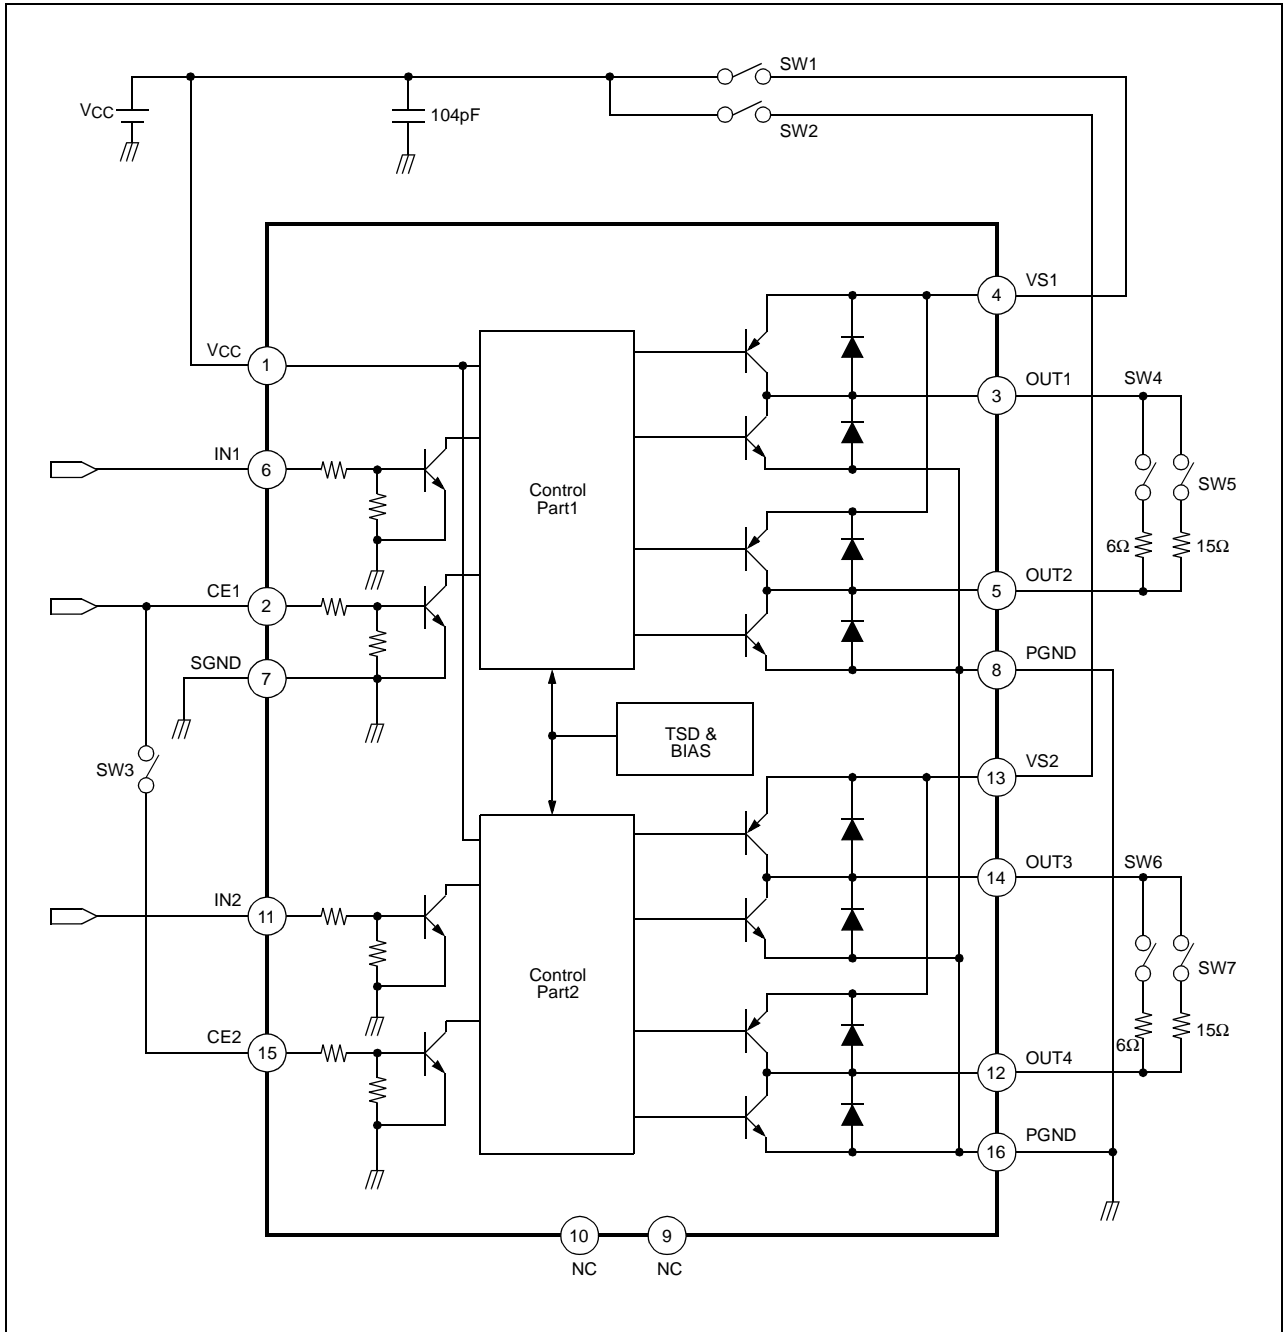 SW1
VCC
104pF
SW2
4
VS1
VCC
1
3
OUT1
SW4
IN1
6
SW5
Control
Part1
6Ω
15Ω
CE1
2
5
OUT2
SGND
7
8
PGND
TSD &
BIAS
SW3
13
VS2
14
OUT3
SW6
IN2
11
SW7
Control
Part2
CE2
15
6Ω
15Ω
12
OUT4
16
PGND
10
9
NC
NC